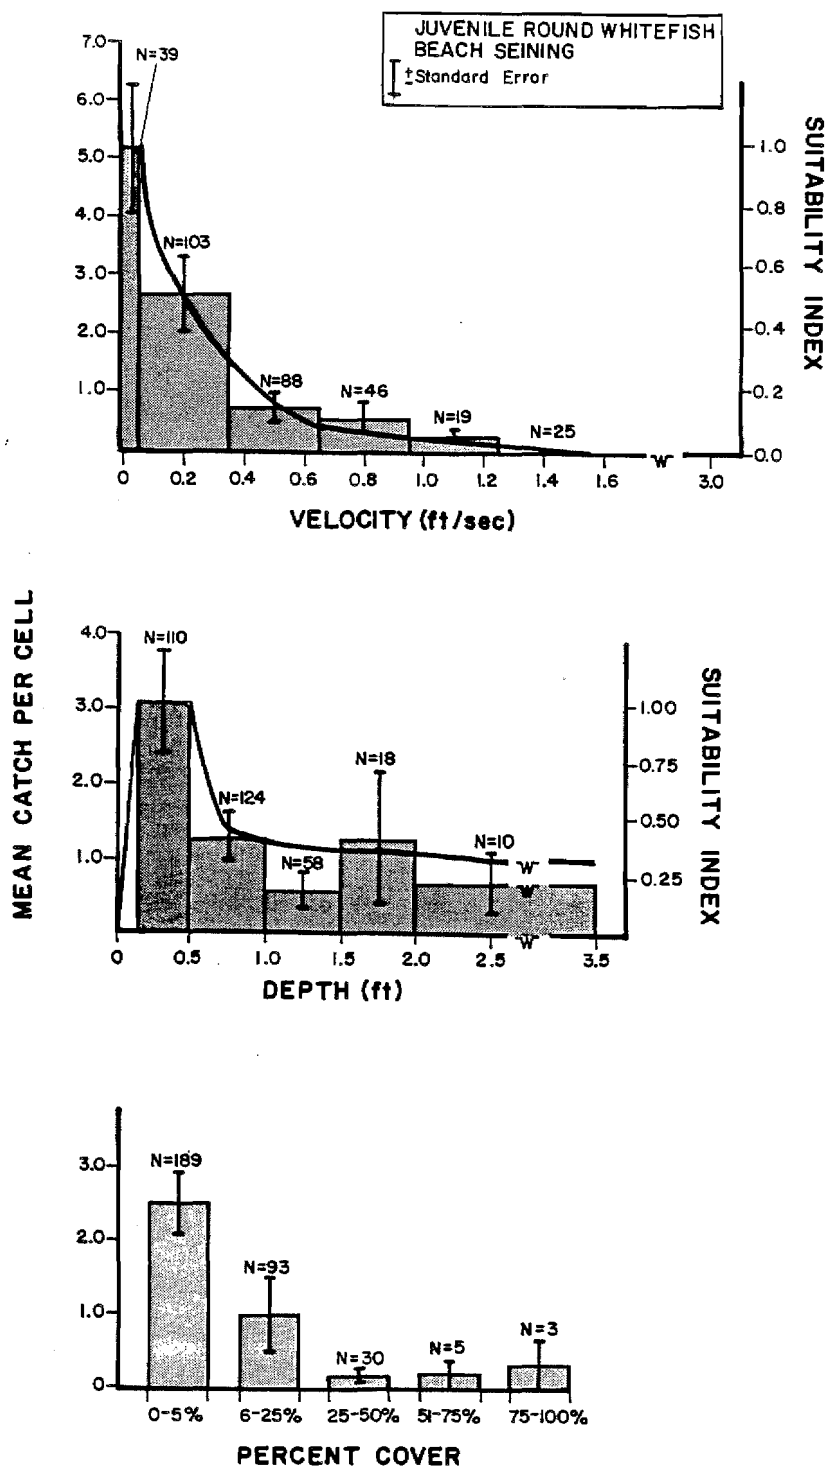 JUVENILE ROUND WHITEFISH
BEACH SEINING
± Standard Error
7.0
6.0
5.0
4.0
3.0
2.0
1.0
N=39
N=103
N=88
N=46
N=19
N=25
1.0
0.8
0.6
0.4
0.2
0.0
SUITABILITY INDEX
0 0.2 0.4 0.6 0.8 1.0 1.2 1.4 1.6 3.0
VELOCITY (ft/sec)
MEAN CATCH PER CELL
4.0
3.0
2.0
1.0
N=110
N=124
N=58
N=18
N=10
1.00
0.75
0.50
0.25
SUITABILITY INDEX
0 0.5 1.0 1.5 2.0 2.5 3.5
DEPTH (ft)
3.0
2.0
1.0
0
N=189
N=93
N=30
N=5
N=3
0-5% 6-25% 25-50% 51-75% 75-100%
PERCENT COVER